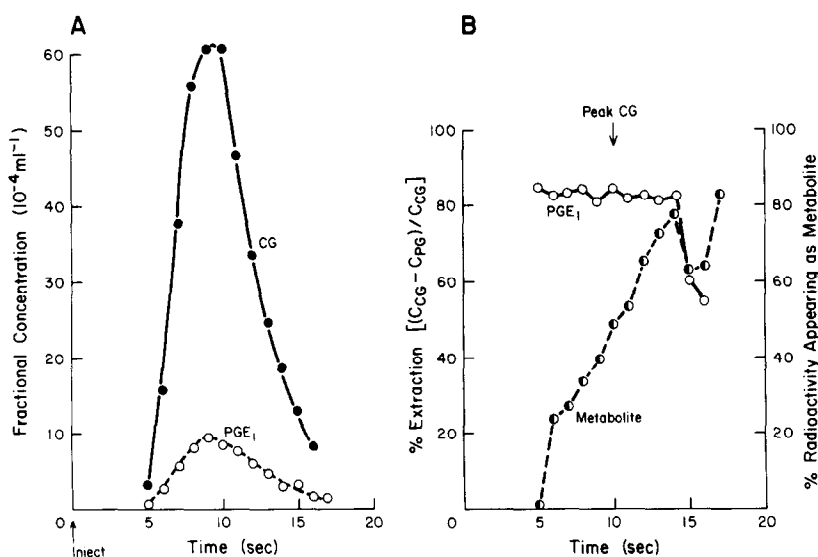 A
Fractional Concentration (10⁻⁴ ml⁻¹)
60
50
40
30
20
10
0
CG
PGE₁
5
10
15
20
Inject
Time (sec)
B
Peak CG
% Extraction [(C_CG − C_PG)/C_CG]
100
80
60
40
20
0
PGE₁
Metabolite
0
5
10
15
20
Time (sec)
100
80
60
40
20
% Radioactivity Appearing as Metabolite